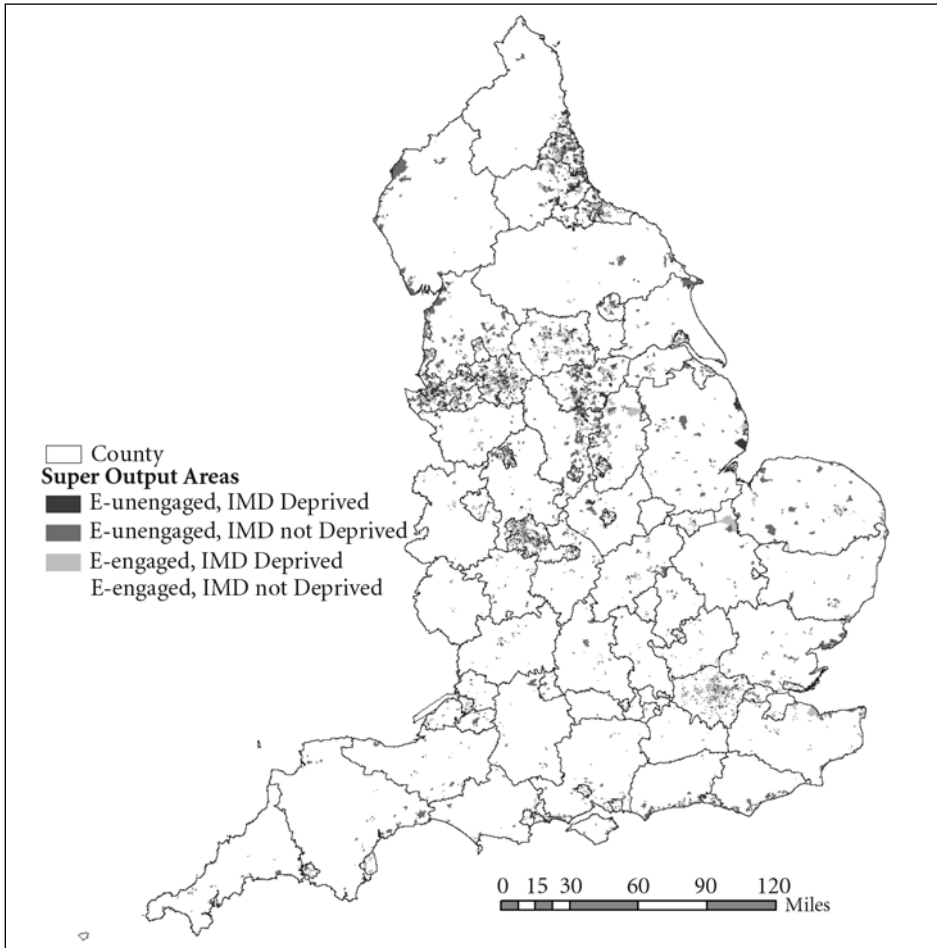 County
Super Output Areas
E-unengaged, IMD Deprived
E-unengaged, IMD not Deprived
E-engaged, IMD Deprived
E-engaged, IMD not Deprived
0 15 30 60 90 120
Miles